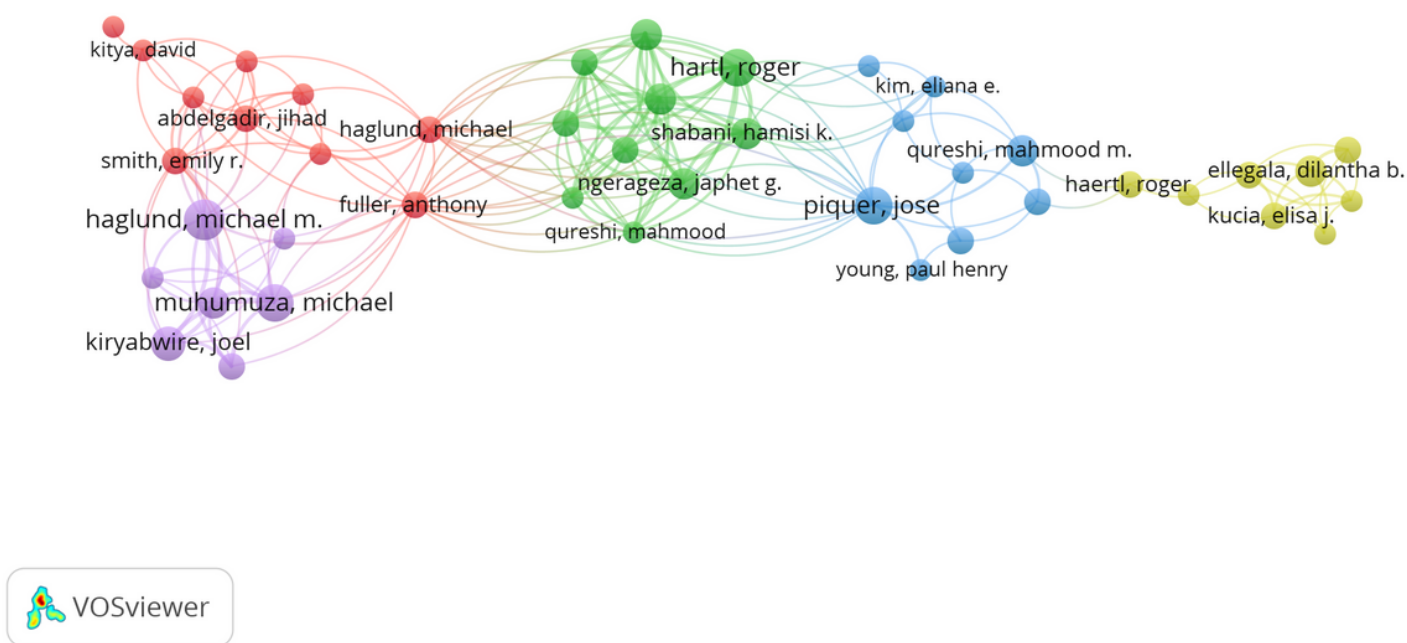 kitya, david
abdelgadir, jihad
smith, emily r.
haglund, michael m.
muhumuza, michael
kiryabwire, joel
haglund, michael
fuller, anthony
hartl, roger
shabani, hamisi k.
ngerageza, japhet g.
qureshi, mahmood
kim, eliana e.
qureshi, mahmood m.
piquer, jose
young, paul henry
haertl, roger
ellegala, dilantha b.
kucia, elisa j.
VOSviewer